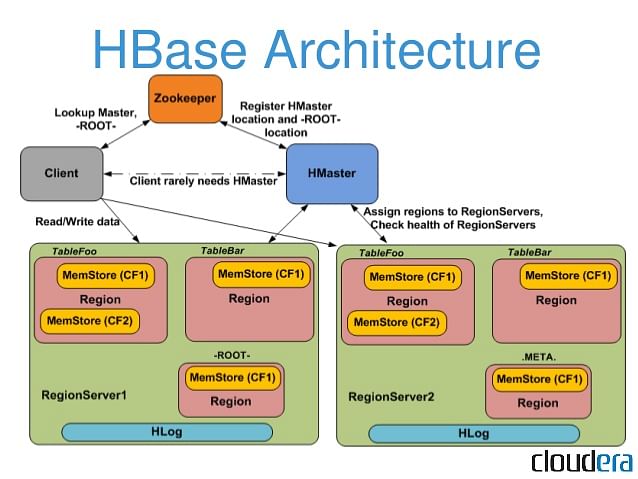 HBase Architecture
Zookeeper
Lookup Master,
-ROOT-
Register HMaster
location and -ROOT-
location
Client
Client rarely needs HMaster
HMaster
Read/Write data
Assign regions to RegionServers,
Check health of RegionServers
TableFoo
TableBar
MemStore (CF1)
Region
MemStore (CF2)
MemStore (CF1)
Region
-ROOT-
MemStore (CF1)
Region
RegionServer1
HLog
TableFoo
TableBar
MemStore (CF1)
Region
MemStore (CF2)
MemStore (CF1)
Region
.META.
MemStore (CF1)
Region
RegionServer2
HLog
cloudera